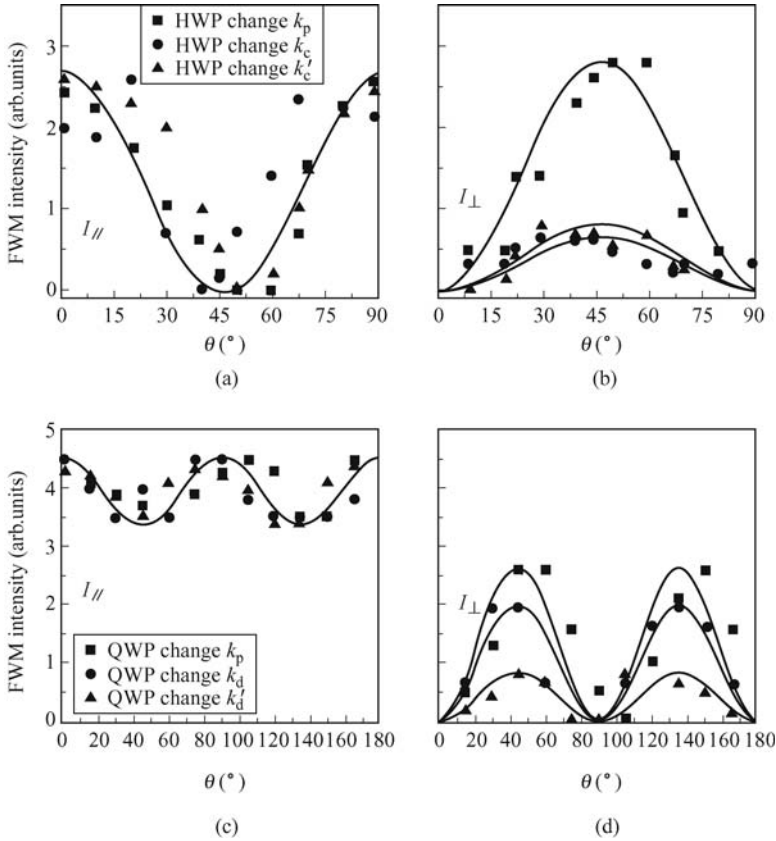 HWP change kp
HWP change kc
HWP change k′c
FWM intensity (arb.units)
3
2
1
0
I//
0 15 30 45 60 75 90
θ (°)
(a)
I⊥
0 15 30 45 60 75 90
θ (°)
(b)
FWM intensity (arb.units)
5
4
3
2
1
0
I//
QWP change kp
QWP change kd
QWP change k′d
0 20 40 60 80 100 120 140 160 180
θ (°)
(c)
I⊥
0 20 40 60 80 100 120 140 160 180
θ (°)
(d)